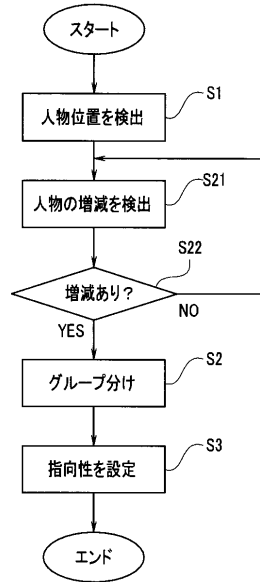 スタート
人物位置を検出
S1
人物の増減を検出
S21
増減あり?
S22
NO
YES
グループ分け
S2
指向性を設定
S3
エンド